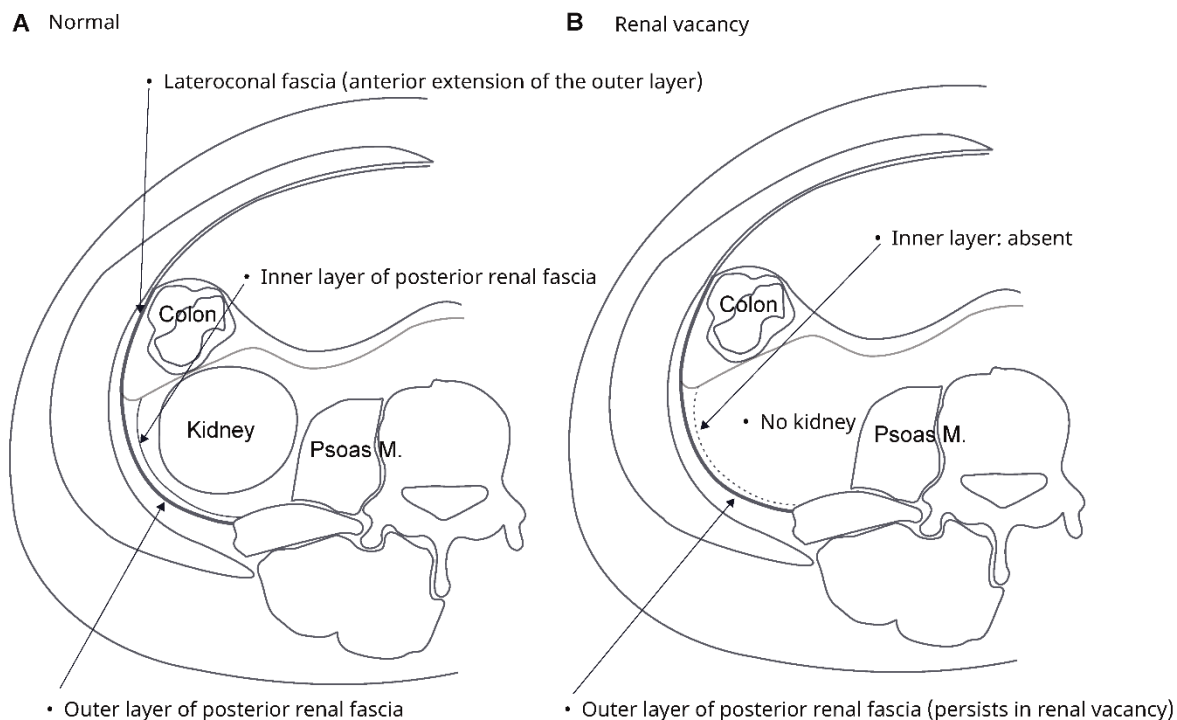 A Normal
B Renal vacancy
• Lateroconal fascia (anterior extension of the outer layer)
• Inner layer: absent
• Inner layer of posterior renal fascia
Colon
Colon
Kidney
• No kidney
Psoas M.
Psoas M.
• Outer layer of posterior renal fascia
• Outer layer of posterior renal fascia (persists in renal vacancy)